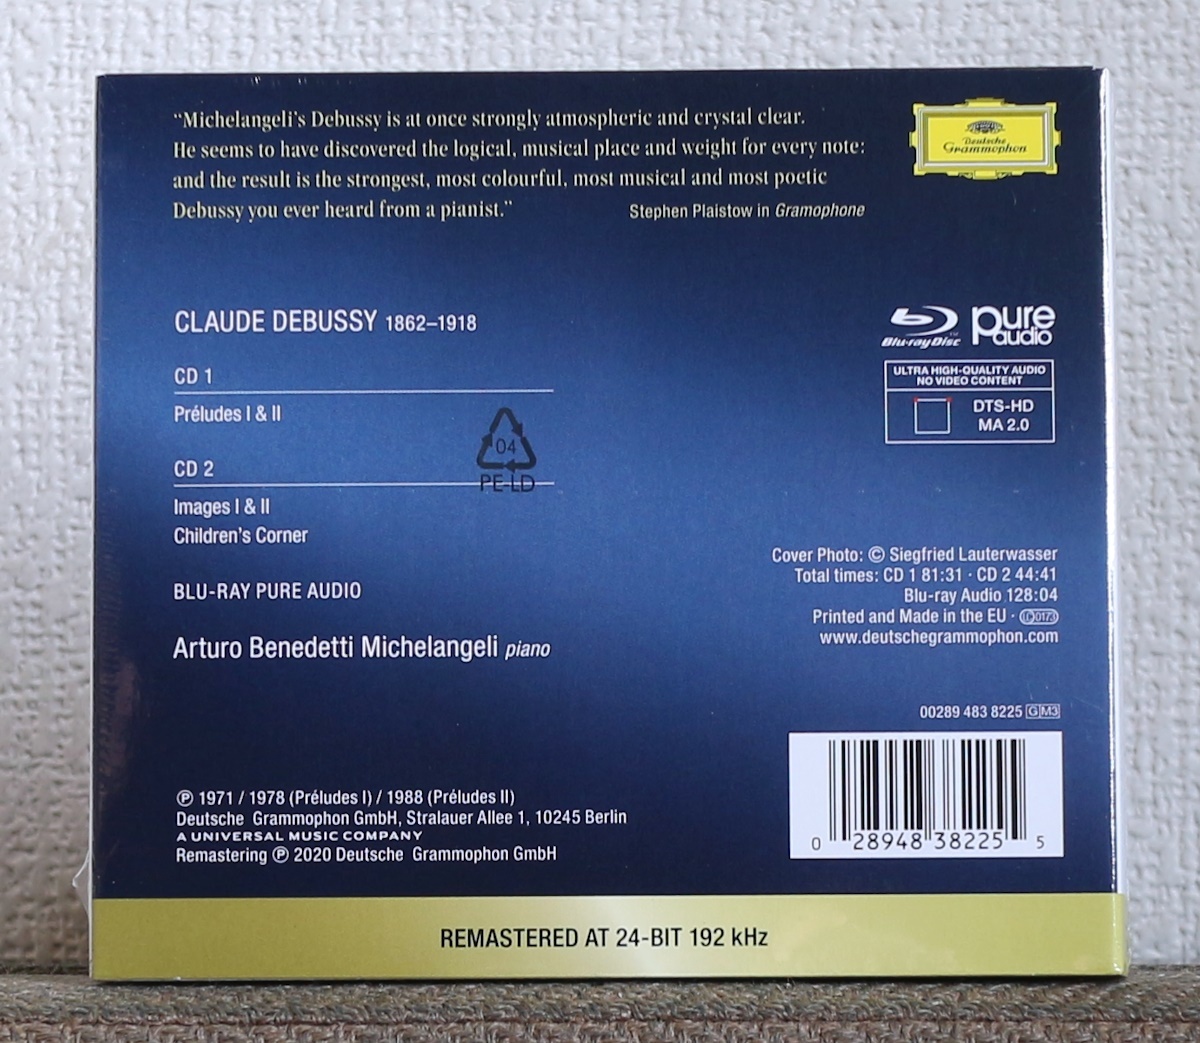 “Michelangeli’s Debussy is at once strongly atmospheric and crystal clear.
He seems to have discovered the logical, musical place and weight for every note:
and the result is the strongest, most colourful, most musical and most poetic
Debussy you ever heard from a pianist.” Stephen Plaistow in Gramophone
Deutsche
Grammophon
CLAUDE DEBUSSY 1862–1918
CD 1
Préludes I & II
04
PE-LD
CD 2
Images I & II
Children’s Corner
BLU-RAY PURE AUDIO
Arturo Benedetti Michelangeli piano
Blu-ray Disc™
pure
audio
ULTRA HIGH-QUALITY AUDIO
NO VIDEO CONTENT
DTS-HD
MA 2.0
Cover Photo: © Siegfried Lauterwasser
Total times: CD 1 81:31 · CD 2 44:41
Blu-ray Audio 128:04
Printed and Made in the EU · LC0173
www.deutschegrammophon.com
00289 483 8225 GM3
0 28948 38225 5
℗ 1971 / 1978 (Préludes I) / 1988 (Préludes II)
Deutsche Grammophon GmbH, Stralauer Allee 1, 10245 Berlin
A UNIVERSAL MUSIC COMPANY
Remastering ℗ 2020 Deutsche Grammophon GmbH
REMASTERED AT 24-BIT 192 kHz